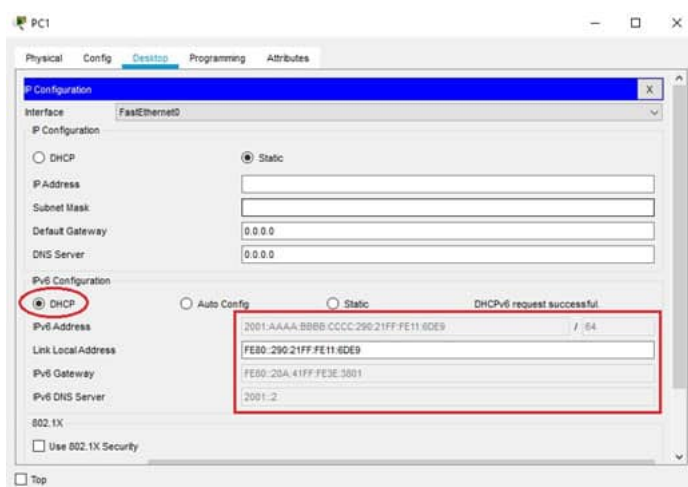 PC1
Physical Config Desktop Programming Attributes
IP Configuration X
Interface FastEthernet0
IP Configuration
DHCP Static
IP Address
Subnet Mask
Default Gateway 0.0.0.0
DNS Server 0.0.0.0
IPv6 Configuration
DHCP Auto Config Static DHCPv6 request successful.
IPv6 Address 2001:AAAA:BBBB:CCCC:290:21FF:FE11:6DE9 / 64
Link Local Address FE80::290:21FF:FE11:6DE9
IPv6 Gateway FE80::20A:41FF:FE3E:3801
IPv6 DNS Server 2001::2
802.1X
Use 802.1X Security
Top